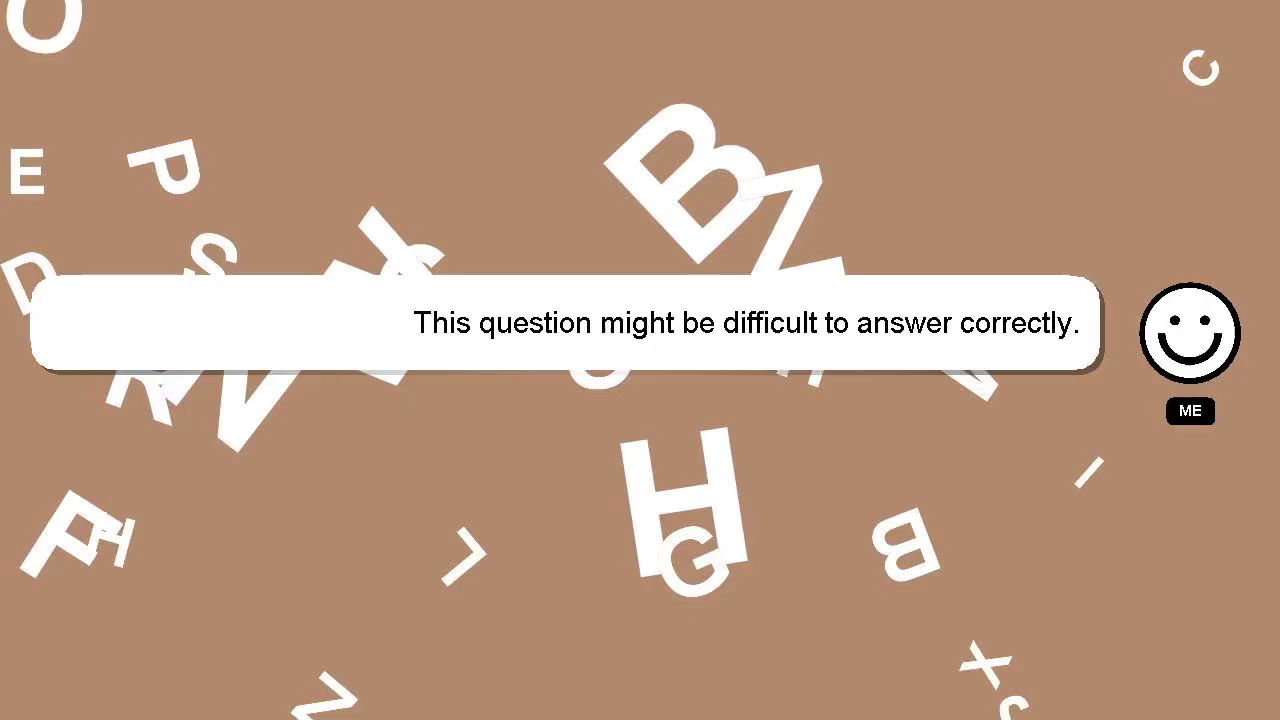 O
C
B
E
P
Z
S
D
This question might be difficult to answer correctly.
ME
H
I
F
H
G
B
L
X
Z